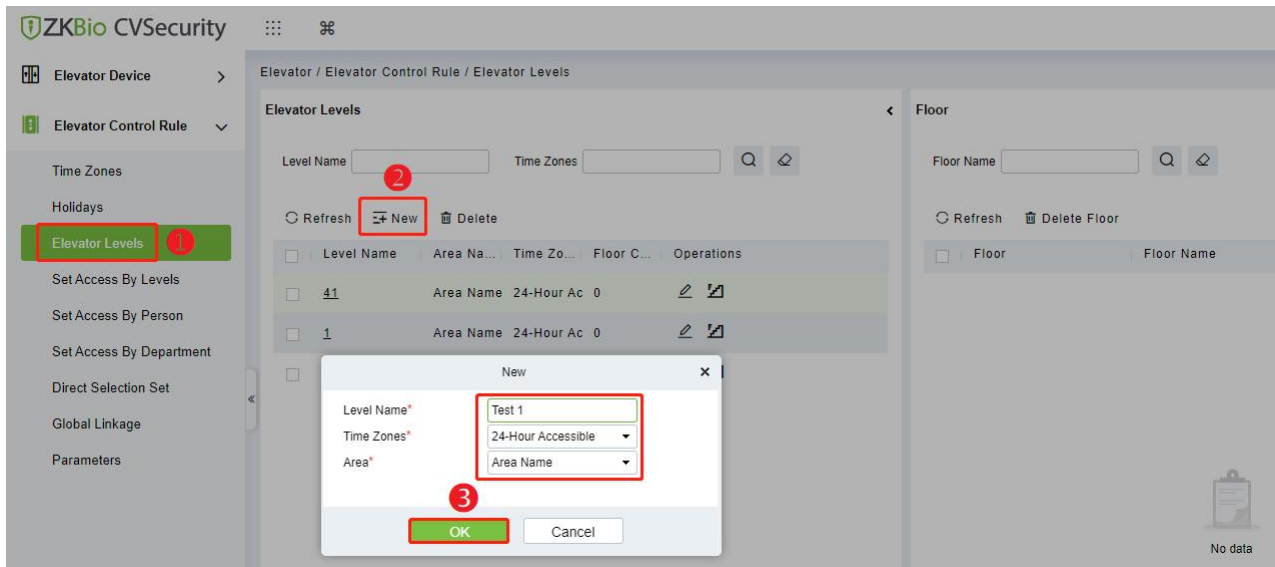 ZKBio CVSecurity
Elevator Device
Elevator Control Rule
Time Zones
Holidays
Elevator Levels
1
Set Access By Levels
Set Access By Person
Set Access By Department
Direct Selection Set
Global Linkage
Parameters
Elevator / Elevator Control Rule / Elevator Levels
Elevator Levels
Level Name
Time Zones
2
Refresh New Delete
Level Name Area Na... Time Zo... Floor C... Operations
41 Area Name 24-Hour Ac 0
1 Area Name 24-Hour Ac 0
New
Level Name* Test 1
Time Zones* 24-Hour Accessible
Area* Area Name
3
OK Cancel
Floor
Floor Name
Refresh Delete Floor
Floor Floor Name
No data